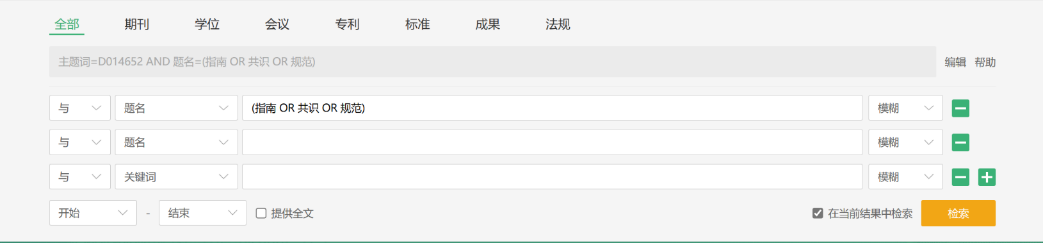 全部 期刊 学位 会议 专利 标准 成果 法规
主题词=D014652 AND 题名=(指南 OR 共识 OR 规范) 编辑 帮助
与 题名 (指南 OR 共识 OR 规范) 模糊
与 题名 模糊
与 关键词 模糊
开始 - 结束 提供全文 在当前结果中检索 检索